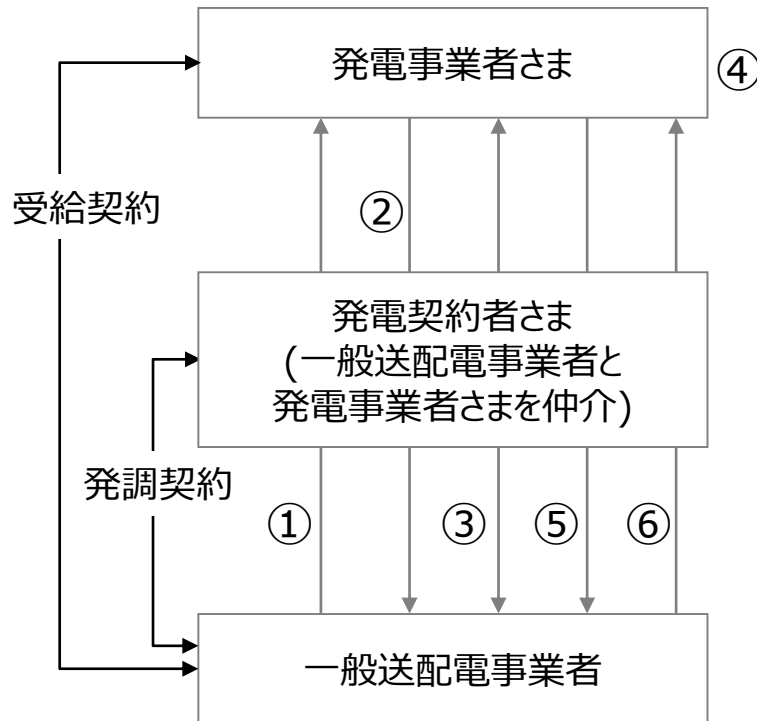 発電事業者さま
④
受給契約
②
発電契約者さま
(一般送配電事業者と
発電事業者さまを仲介)
発調契約
①
③
⑤
⑥
一般送配電事業者